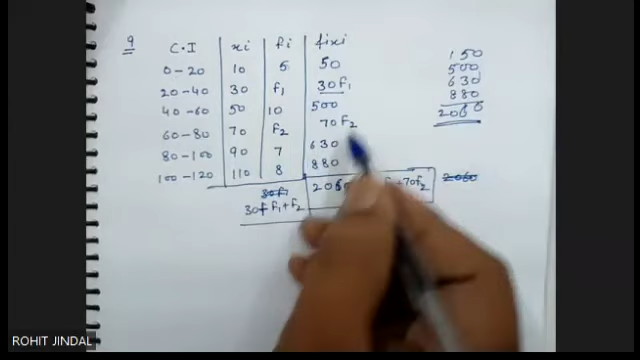 9
C.I xi fi fixi
0-20 10 5 50
20-40 30 f1 30f1
40-60 50 10 500
60-80 70 f2 70f2
80-100 90 7 630
100-120 110 8 880
30f1
30+ f1+f2 2060 +70f2 2060
150
500
630
880
2060
ROHIT JINDAL